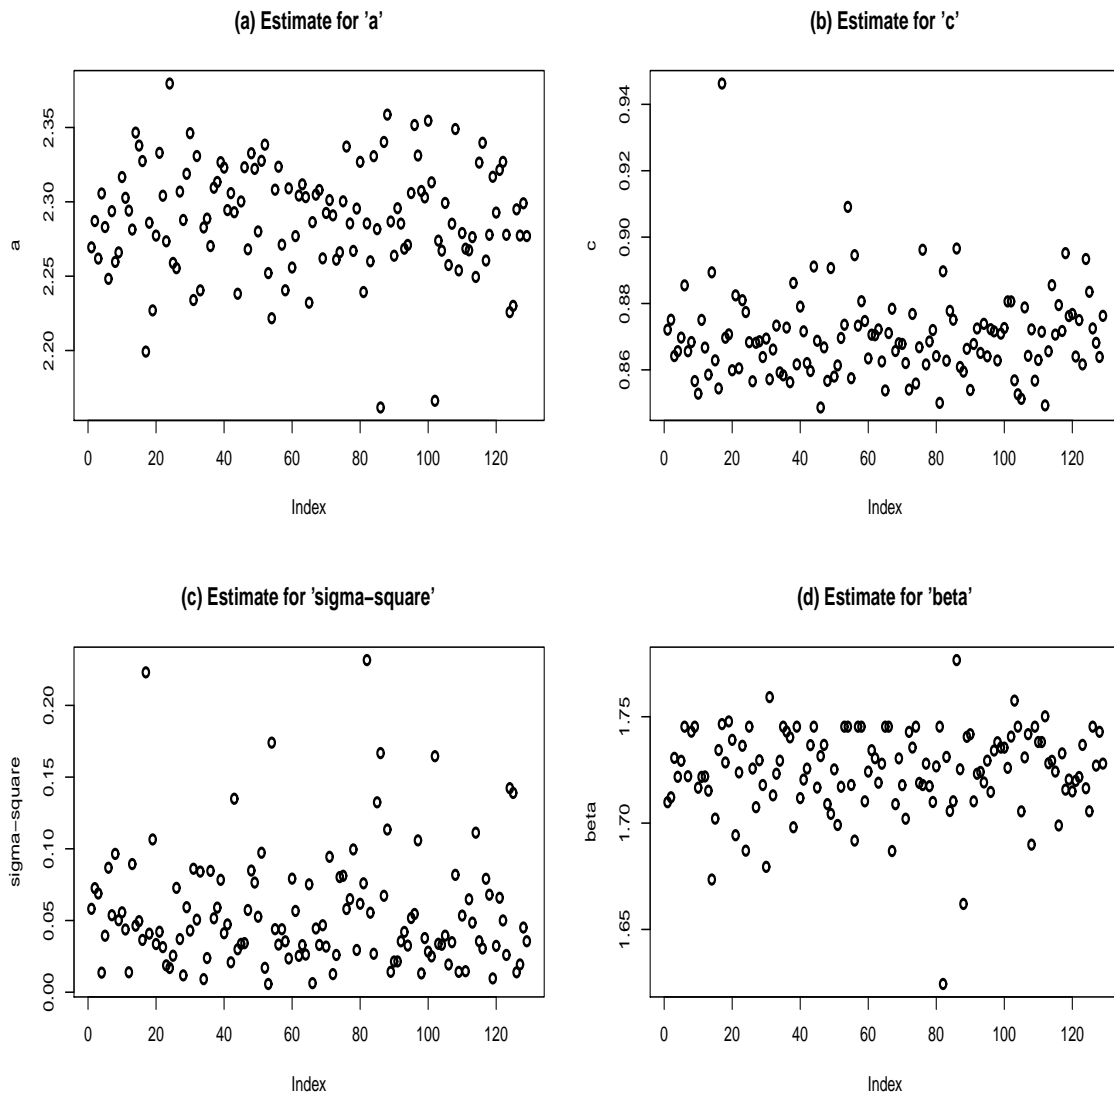 (a) Estimate for ’a’
a
2.20 2.25 2.30 2.35
0 20 40 60 80 100 120
Index
(b) Estimate for ’c’
c
0.86 0.88 0.90 0.92 0.94
0 20 40 60 80 100 120
Index
(c) Estimate for ’sigma−square’
sigma−square
0.00 0.05 0.10 0.15 0.20
0 20 40 60 80 100 120
Index
(d) Estimate for ’beta’
beta
1.65 1.70 1.75
0 20 40 60 80 100 120
Index